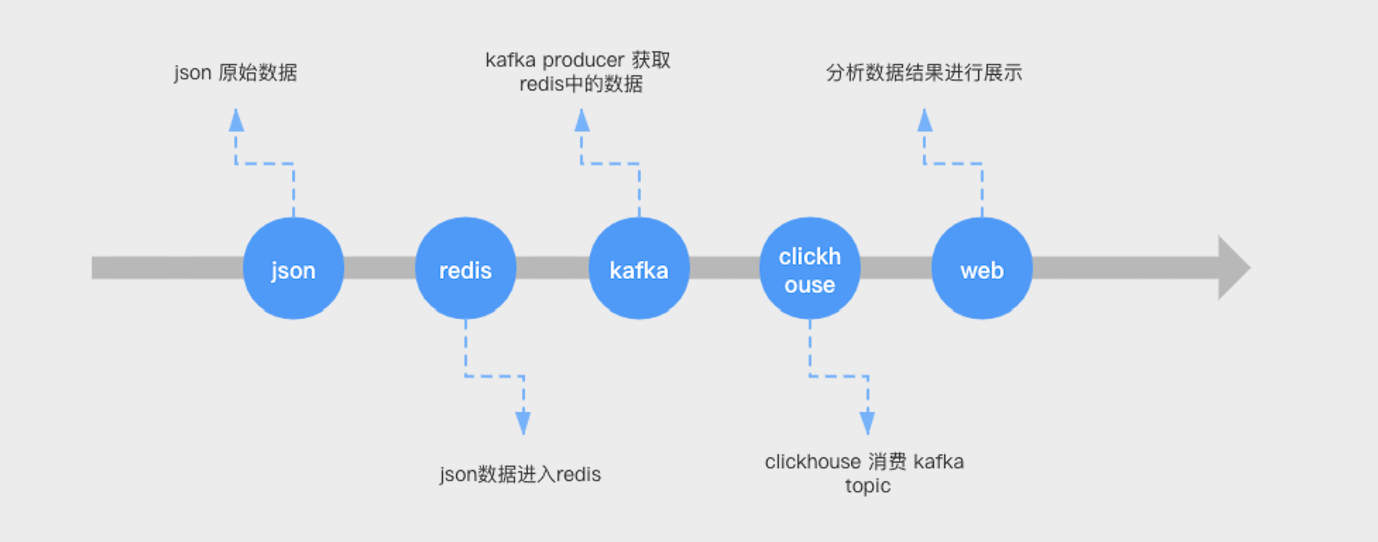 json 原始数据
kafka producer 获取
redis中的数据
分析数据结果进行展示
json
redis
kafka
clickh
ouse
web
json数据进入redis
clickhouse 消费 kafka
topic